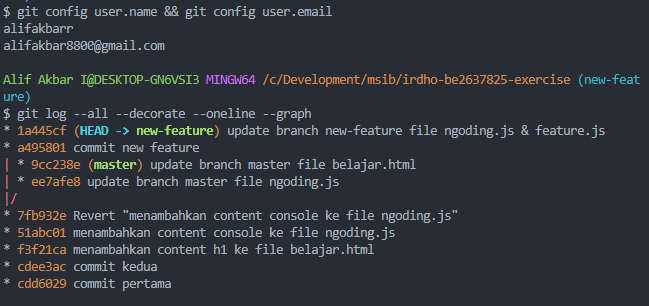 $ git config user.name && git config user.email
alifakbarr
alifakbar8800@gmail.com
Alif Akbar I@DESKTOP-GN6VSI3 MINGW64 /c/Development/msib/irdho-be2637825-exercise (new-feat
ure)
$ git log --all --decorate --oneline --graph
* 1a445cf (HEAD -> new-feature) update branch new-feature file ngoding.js & feature.js
* a495801 commit new feature
| * 9cc238e (master) update branch master file belajar.html
| * ee7afe8 update branch master file ngoding.js
|/
* 7fb932e Revert "menambahkan content console ke file ngoding.js"
* 51abc01 menambahkan content console ke file ngoding.js
* f3f21ca menambahkan content h1 ke file belajar.html
* cdee3ac commit kedua
* cdd6029 commit pertama